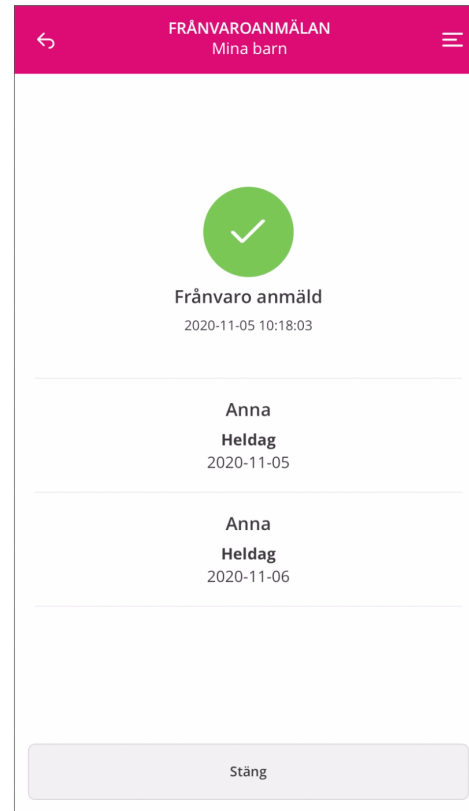 FRÅNVAROANMÄLAN
Mina barn
Frånvaro anmäld
2020-11-05 10:18:03
Anna
Heldag
2020-11-05
Anna
Heldag
2020-11-06
Stäng